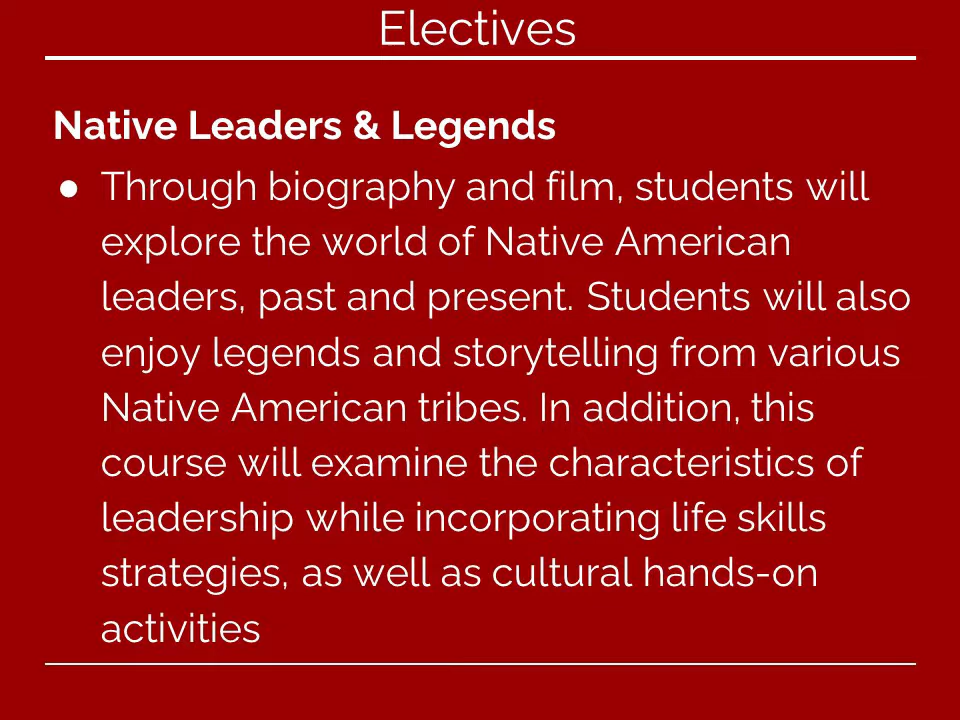 Electives
Native Leaders & Legends
● Through biography and film, students will
explore the world of Native American
leaders, past and present. Students will also
enjoy legends and storytelling from various
Native American tribes. In addition, this
course will examine the characteristics of
leadership while incorporating life skills
strategies, as well as cultural hands-on
activities